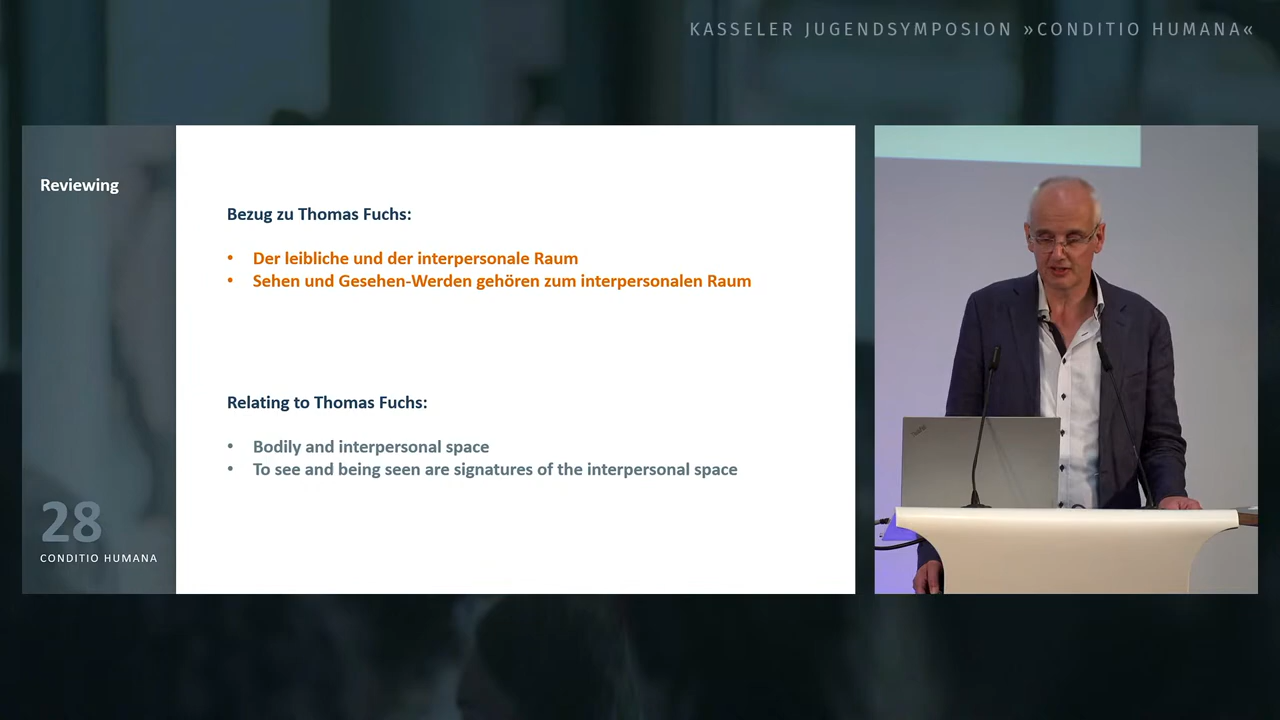 KASSELER JUGENDSYMPOSION »CONDITIO HUMANA«
Reviewing
Bezug zu Thomas Fuchs:
• Der leibliche und der interpersonale Raum
• Sehen und Gesehen-Werden gehören zum interpersonalen Raum
Relating to Thomas Fuchs:
• Bodily and interpersonal space
• To see and being seen are signatures of the interpersonal space
28
CONDITIO HUMANA